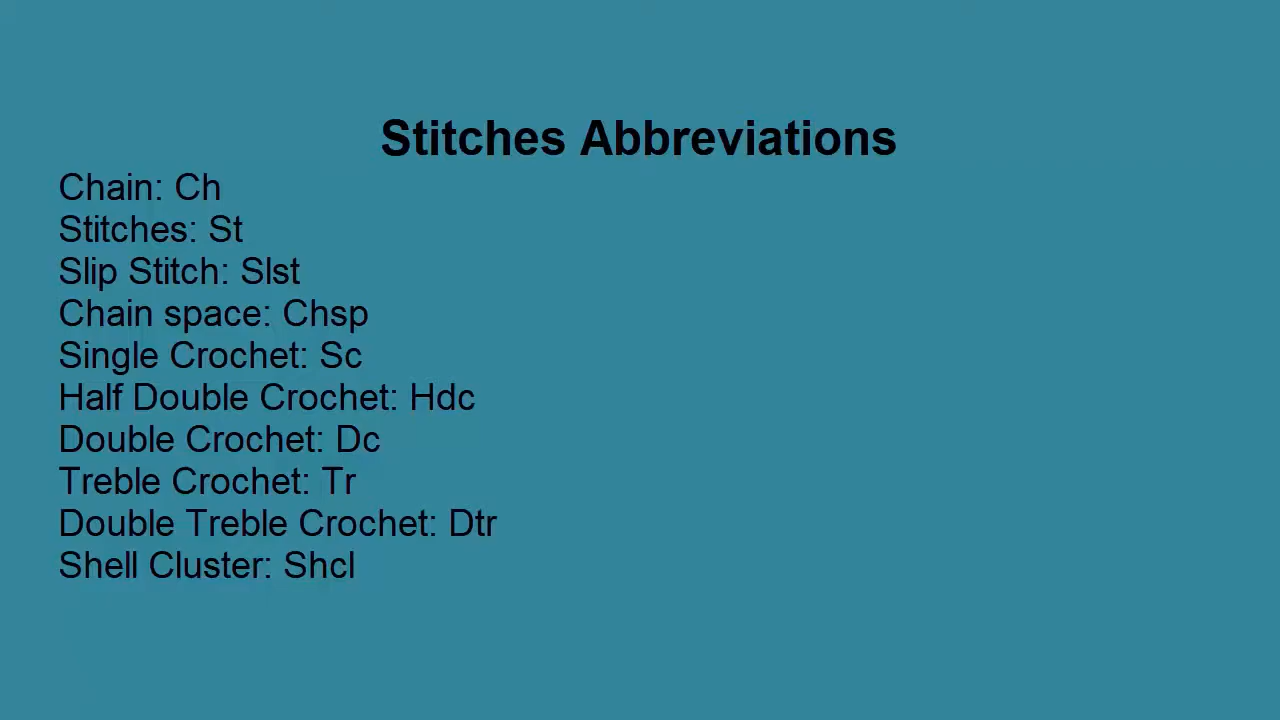 Stitches Abbreviations
Chain: Ch
Stitches: St
Slip Stitch: Slst
Chain space: Chsp
Single Crochet: Sc
Half Double Crochet: Hdc
Double Crochet: Dc
Treble Crochet: Tr
Double Treble Crochet: Dtr
Shell Cluster: Shcl